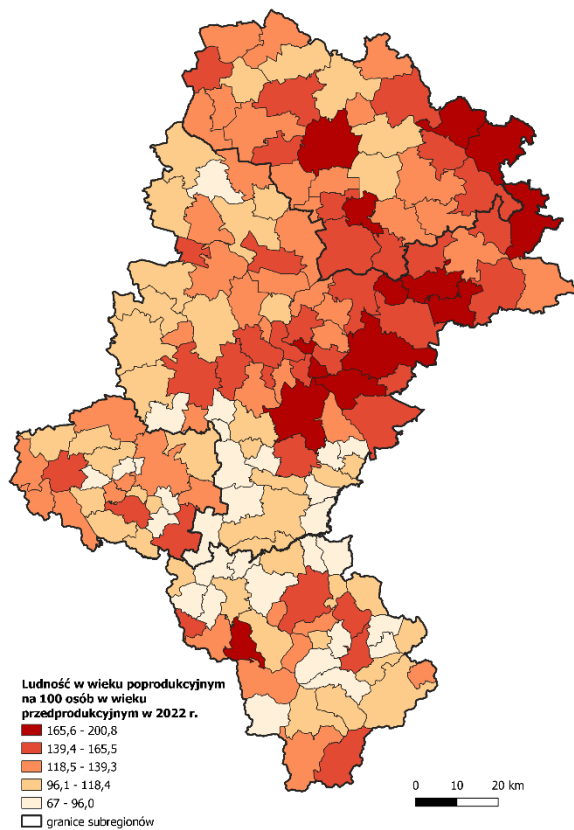 Ludność w wieku poprodukcyjnym
na 100 osób w wieku
przedprodukcyjnym w 2022 r.
165,6 - 200,8
139,4 - 165,5
118,5 - 139,3
96,1 - 118,4
67 - 96,0
granice subregionów
0 10 20 km